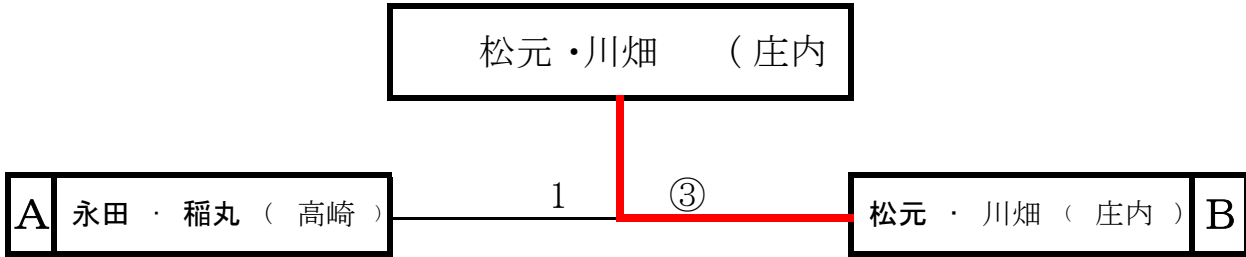 松元・川畑 (庄内
1 ③
A 永田 ・ 稲丸 ( 高崎 ) 松元 ・ 川畑 ( 庄内 ) B